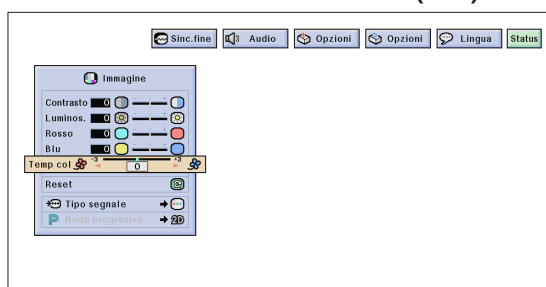 Sinc.fine Audio Opzioni Opzioni Lingua Status
Immagine
Contrasto 0
Luminos. 0
Rosso 0
Blu 0
Temp col -3 0 +3
Reset
Tipo segnale
P Modo progresivo 2D